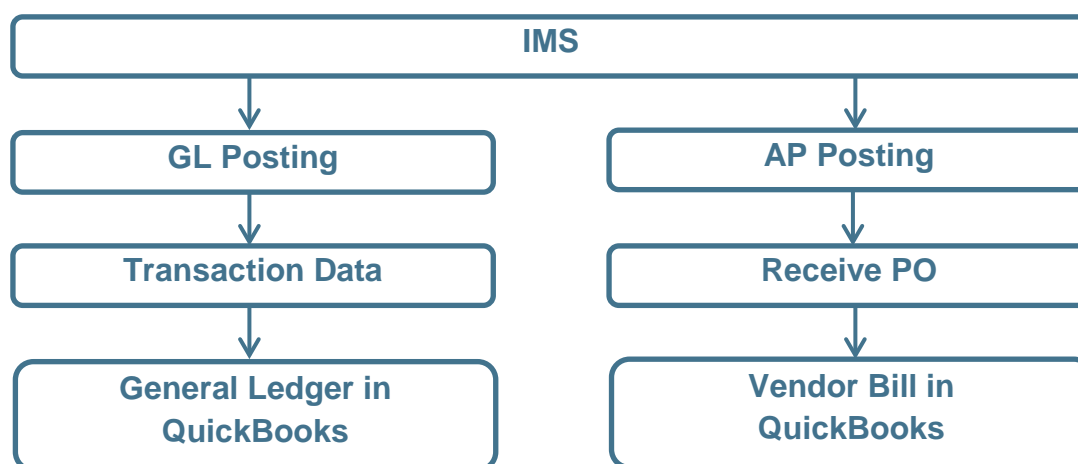 IMS
GL Posting
AP Posting
Transaction Data
Receive PO
General Ledger in
QuickBooks
Vendor Bill in
QuickBooks